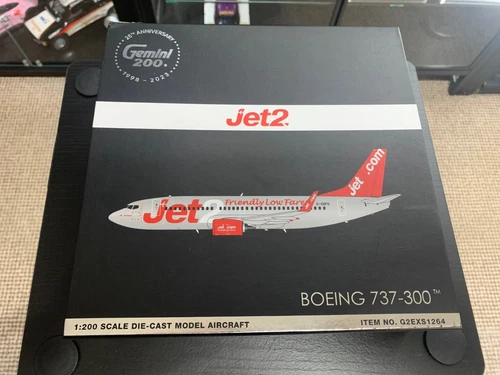 25TH ANNIVERSARY
Gemini
200
1998 - 2023
Jet2
Jet2
Friendly Low Fares
Jet2.com
BOEING 737-300™
1:200 SCALE DIE-CAST MODEL AIRCRAFT
ITEM NO. G2EXS1264